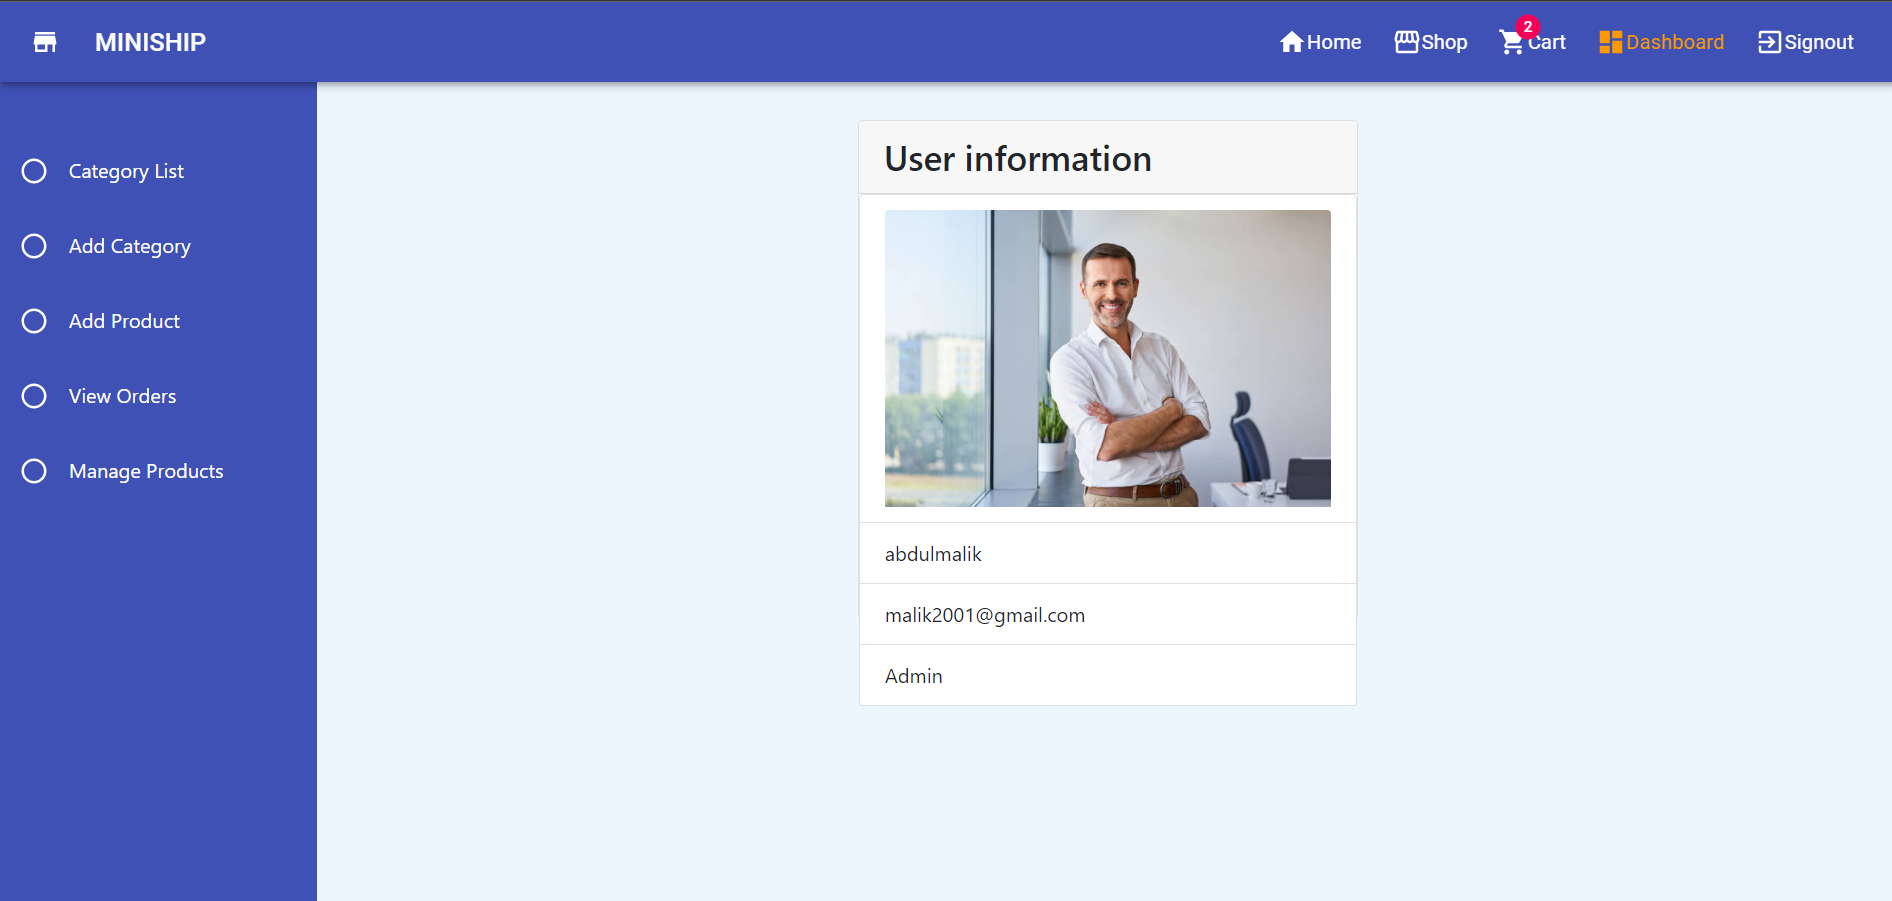 MINISHIP
Home
Shop
2
Cart
Dashboard
Signout
Category List
Add Category
Add Product
View Orders
Manage Products
User information
abdulmalik
malik2001@gmail.com
Admin